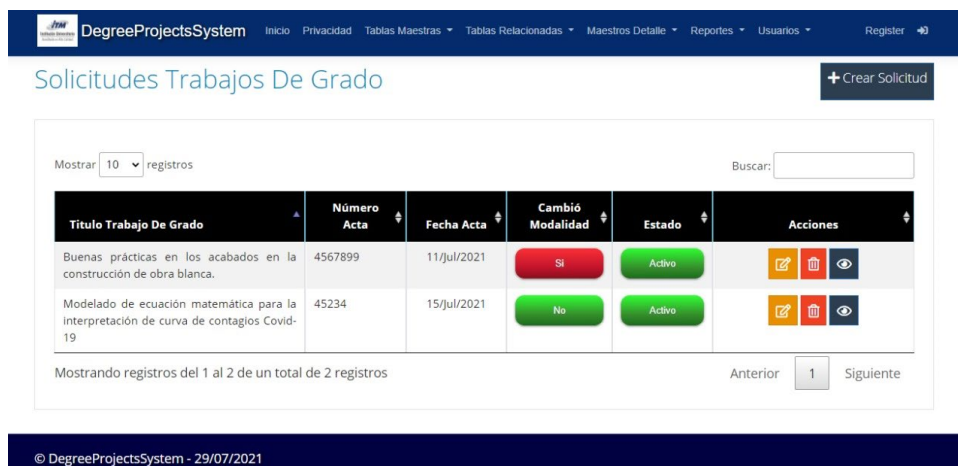 ITM
DegreeProjectsSystem Inicio Privacidad Tablas Maestras Tablas Relacionadas Maestros Detalle Reportes Usuarios Register
Solicitudes Trabajos De Grado
Crear Solicitud
Mostrar 10 registros
Buscar:
Titulo Trabajo De Grado
Número
Acta
Fecha Acta
Cambió
Modalidad
Estado
Acciones
Buenas prácticas en los acabados en la
construcción de obra blanca.
4567899
11/Jul/2021
Si
Activo
Modelado de ecuación matemática para la
interpretación de curva de contagios Covid-
19
45234
15/Jul/2021
No
Activo
Mostrando registros del 1 al 2 de un total de 2 registros
Anterior 1 Siguiente
© DegreeProjectsSystem - 29/07/2021